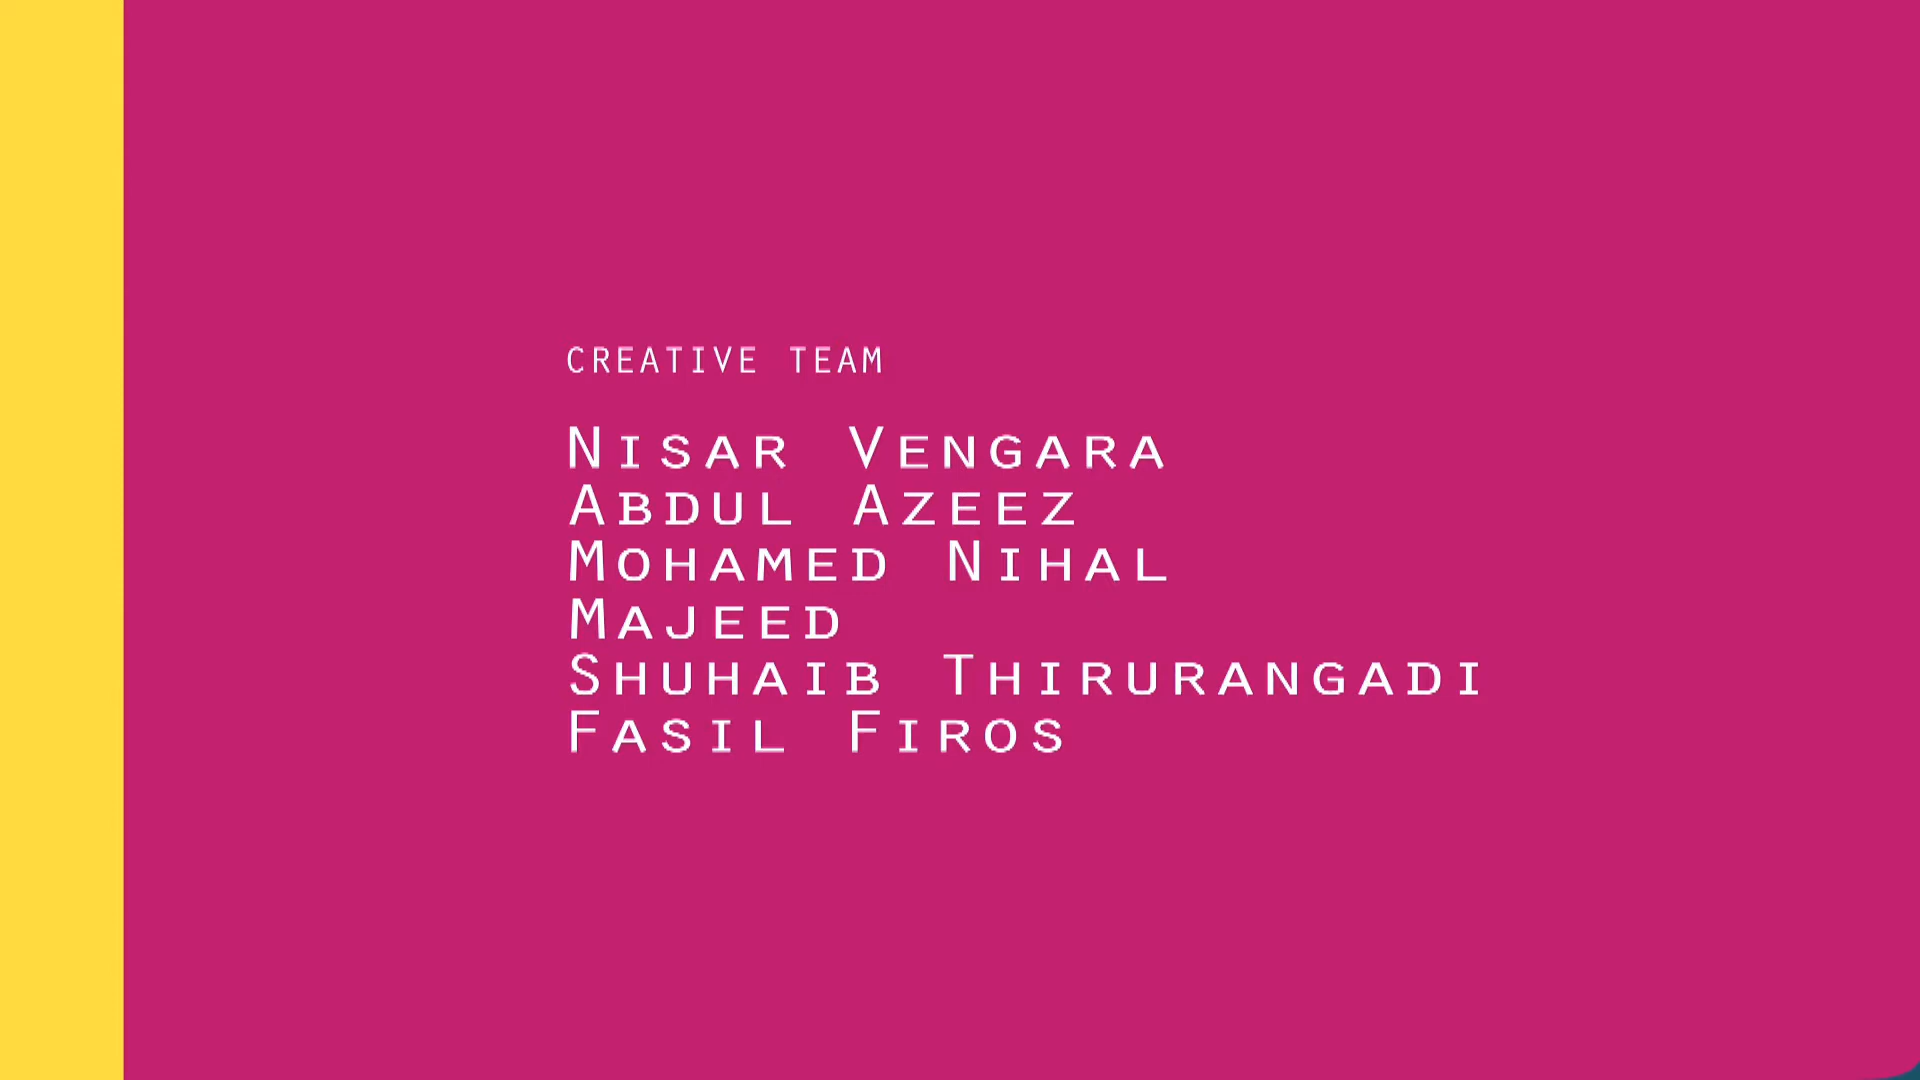 CREATIVE TEAM
Nisar Vengara
Abdul Azeez
Mohamed Nihal
Majeed
Shuhaib Thirurangadi
Fasil Firos